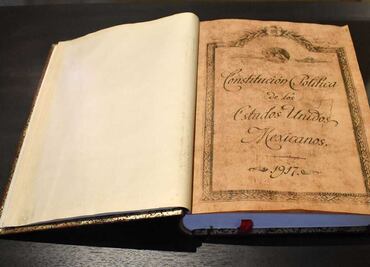 Constitución Política
de los
Estados Unidos
Mexicanos.
1917.